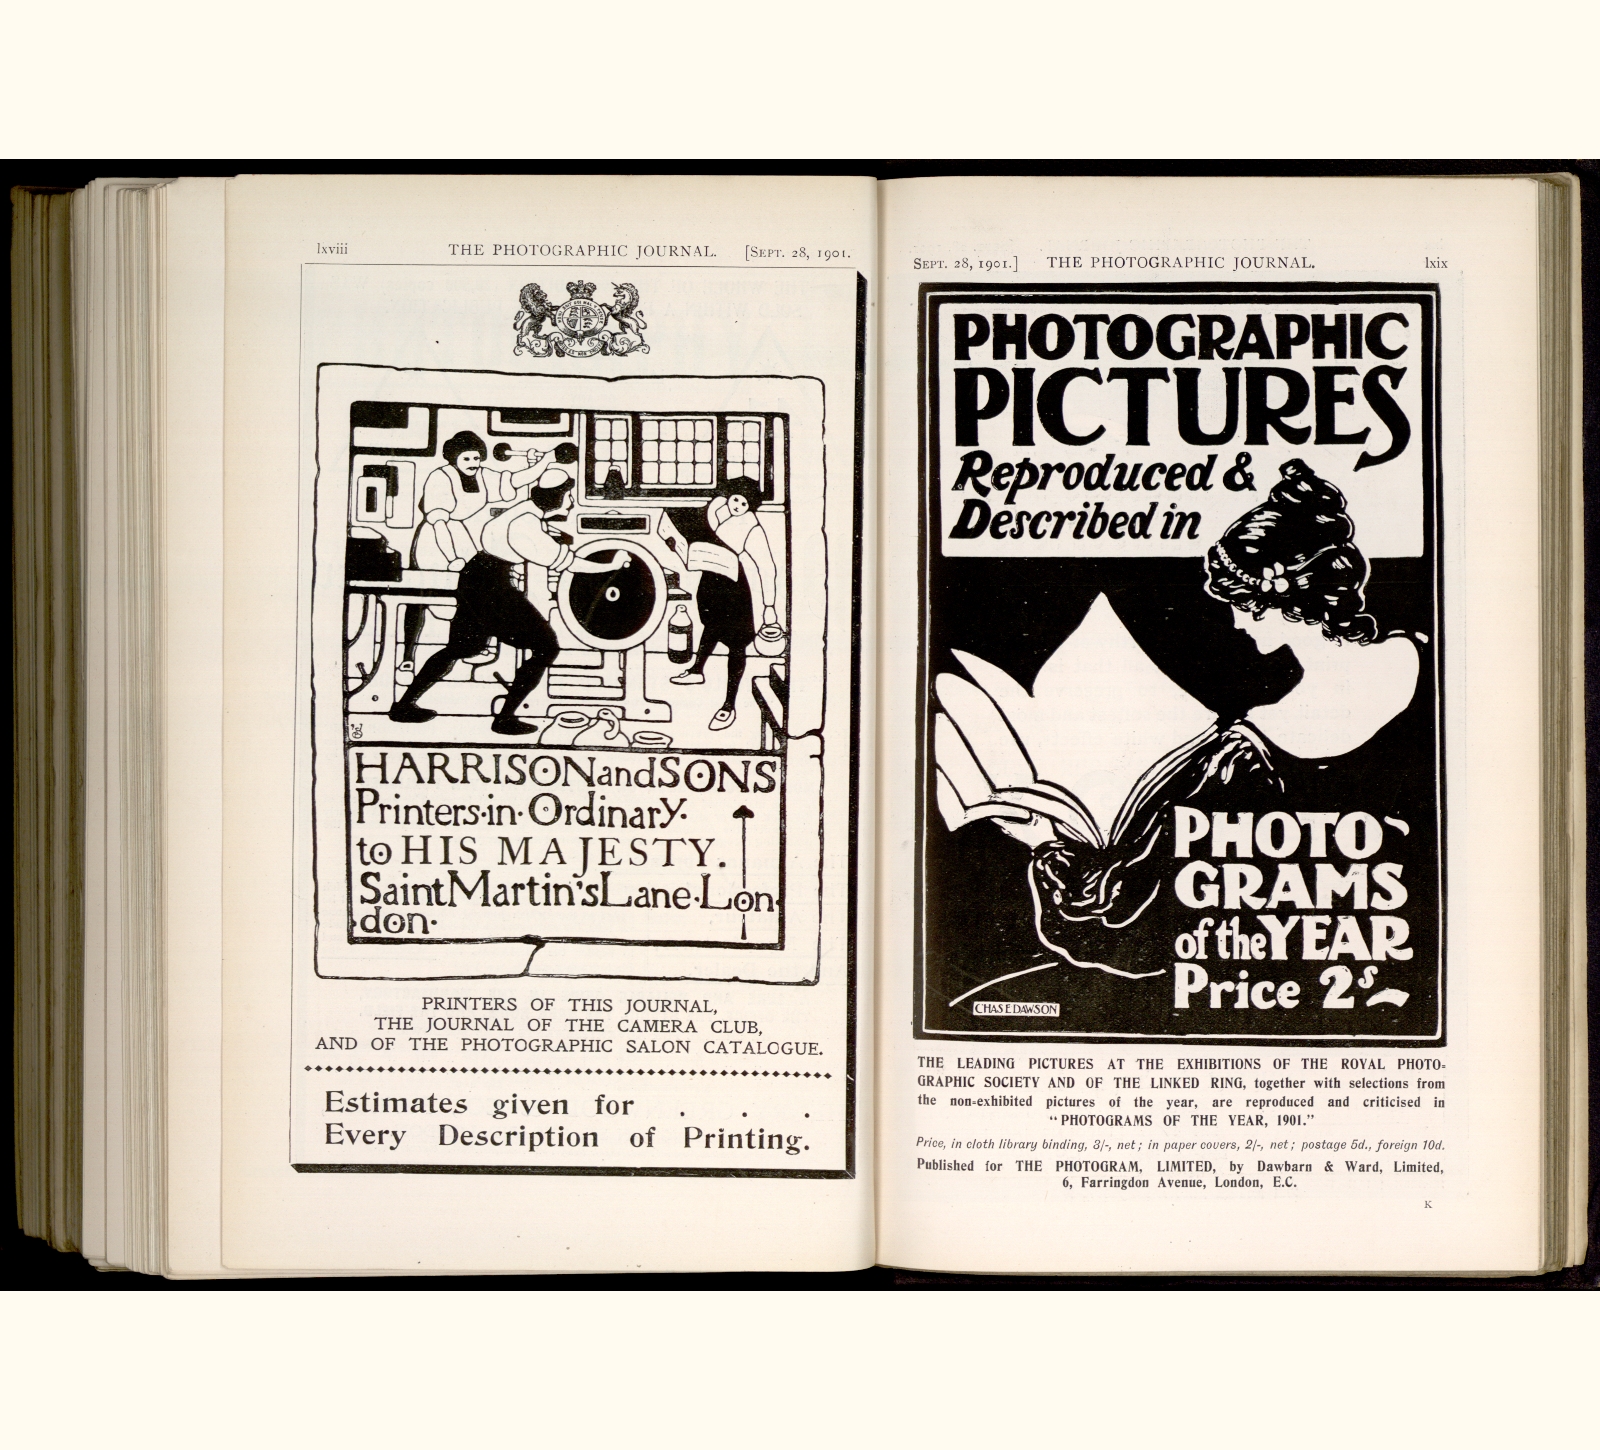 lxviii THE PHOTOGRAPHIC JOURNAL. [SEPT. 28, 1901.
HARRISON and SONS
Printers·in·Ordinary·
to HIS MAJESTY.
Saint Martin's Lane·Lon
don·
PRINTERS OF THIS JOURNAL,
THE JOURNAL OF THE CAMERA CLUB,
AND OF THE PHOTOGRAPHIC SALON CATALOGUE.
Estimates given for . . .
Every Description of Printing.
SEPT. 28, 1901.] THE PHOTOGRAPHIC JOURNAL. lxix
PHOTOGRAPHIC
PICTURES
Reproduced &
Described in
PHOTO-
GRAMS
of the YEAR
Price 2s
CHASE DAWSON
THE LEADING PICTURES AT THE EXHIBITIONS OF THE ROYAL PHOTO-
GRAPHIC SOCIETY AND OF THE LINKED RING, together with selections from
the non-exhibited pictures of the year, are reproduced and criticised in
"PHOTOGRAMS OF THE YEAR, 1901."
Price, in cloth library binding, 3/-, net; in paper covers, 2/-, net; postage 5d., foreign 10d.
Published for THE PHOTOGRAM, LIMITED, by Dawbarn & Ward, Limited,
6, Farringdon Avenue, London, E.C.
K